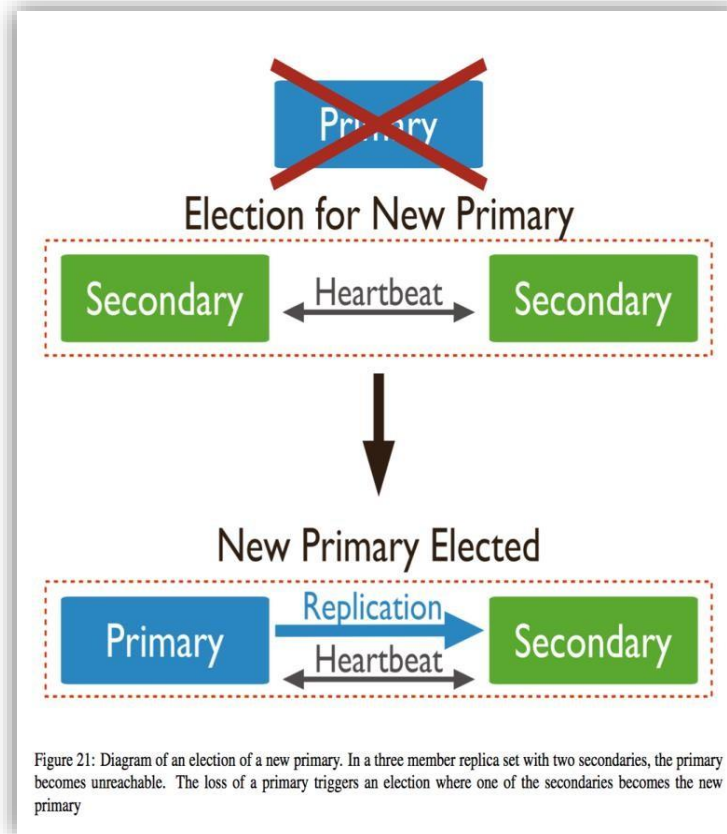 Primary
Election for New Primary
Secondary
Heartbeat
Secondary
New Primary Elected
Primary
Replication
Heartbeat
Secondary
Figure 21: Diagram of an election of a new primary. In a three member replica set with two secondaries, the primary
becomes unreachable. The loss of a primary triggers an election where one of the secondaries becomes the new
primary